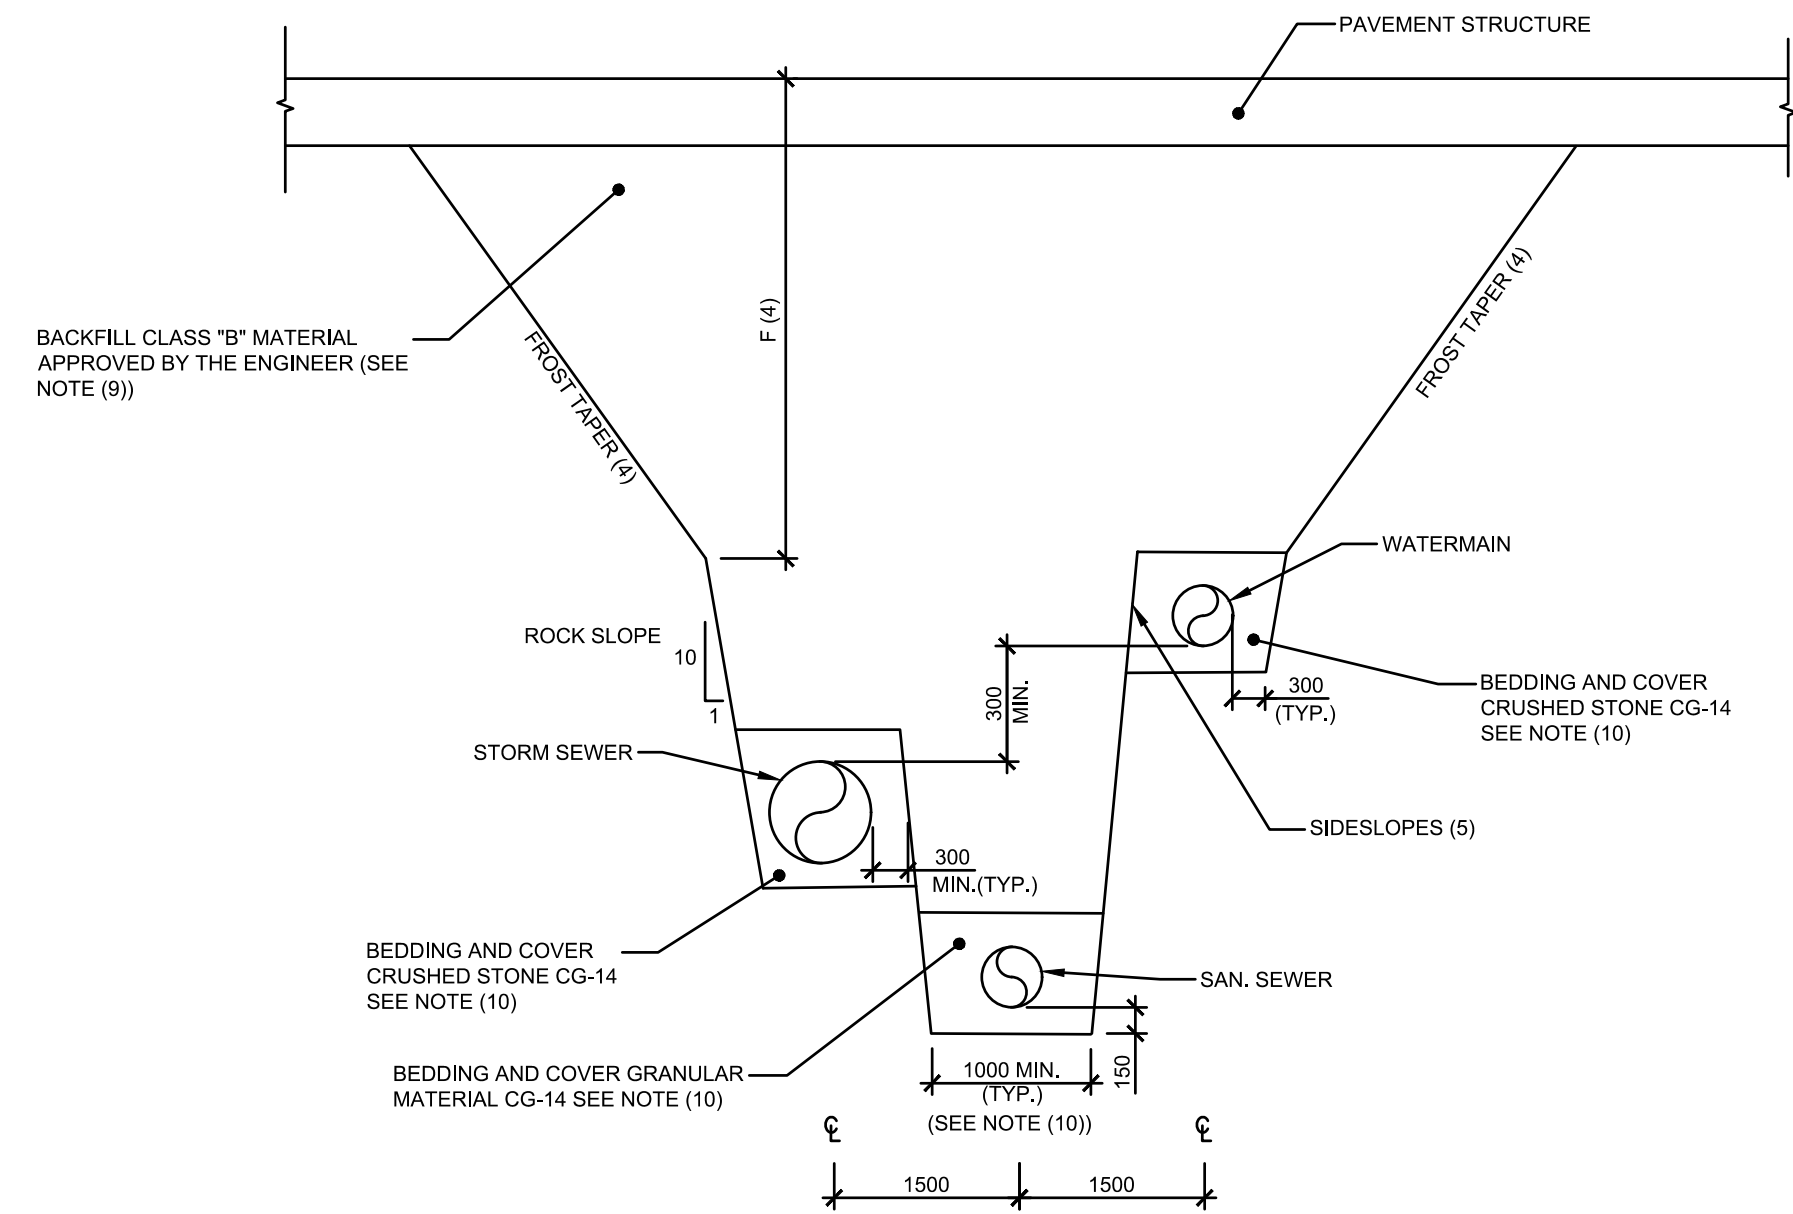 PAVEMENT STRUCTURE
BACKFILL CLASS "B" MATERIAL
APPROVED BY THE ENGINEER (SEE
NOTE (9))
FROST TAPER (4)
F (4)
FROST TAPER (4)
WATERMAIN
ROCK SLOPE
10
1
300
MIN.
300
(TYP.)
BEDDING AND COVER
CRUSHED STONE CG-14
SEE NOTE (10)
STORM SEWER
SIDESLOPES (5)
300
MIN.(TYP.)
BEDDING AND COVER
CRUSHED STONE CG-14
SEE NOTE (10)
SAN. SEWER
BEDDING AND COVER GRANULAR
MATERIAL CG-14 SEE NOTE (10)
1000 MIN.
(TYP.)
(SEE NOTE (10))
150
℄
℄
1500
1500